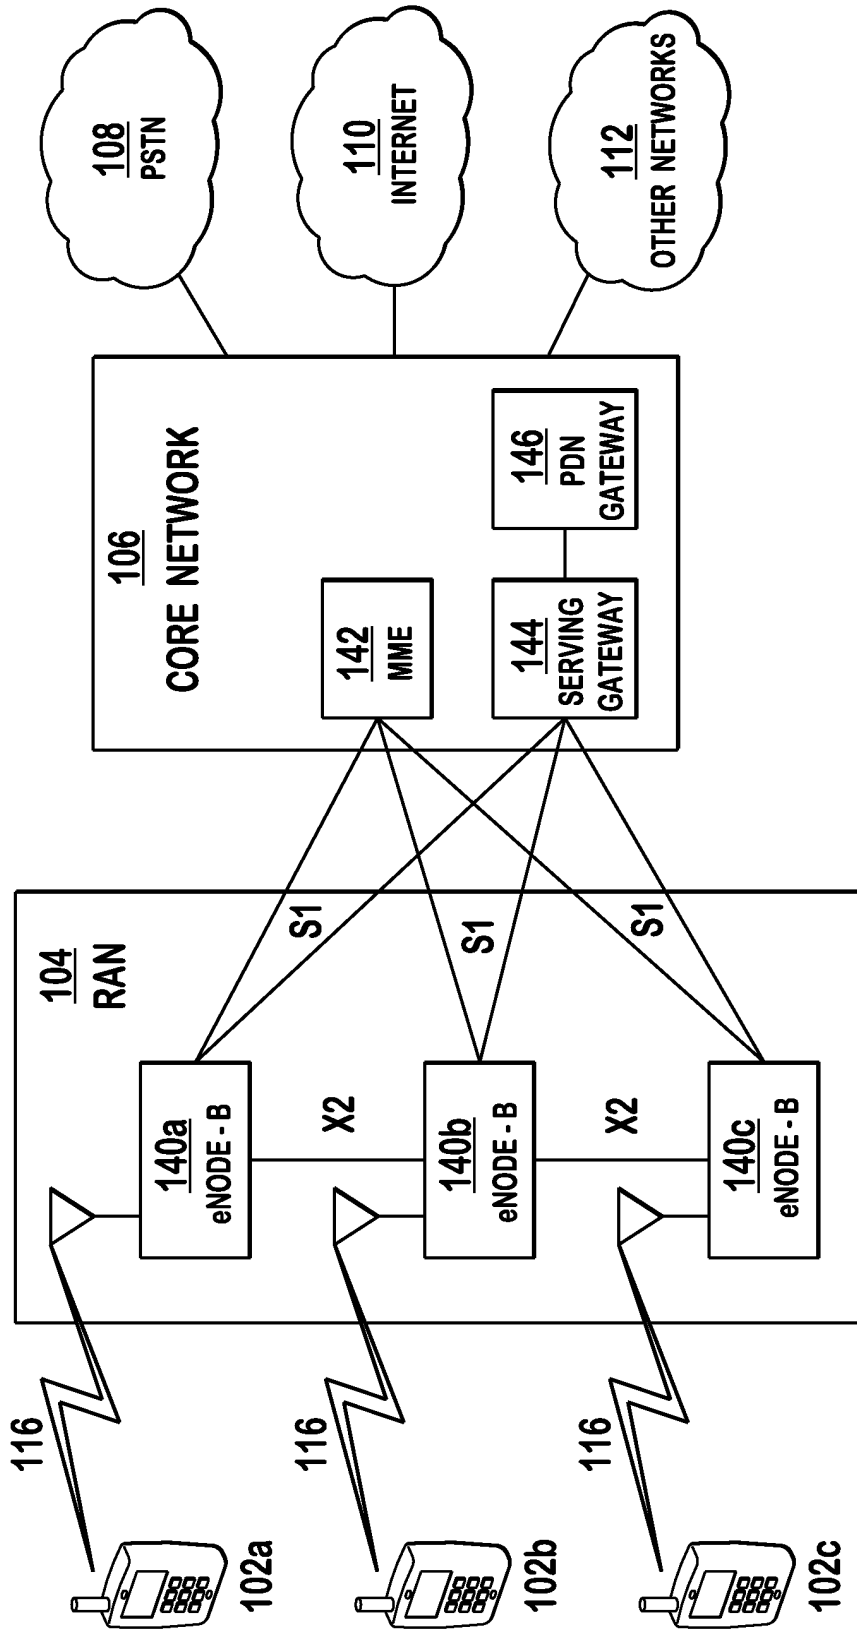 104
RAN
106
CORE NETWORK
108
PSTN
116
140a
eNODE - B
S1
102a
X2
142
MME
110
INTERNET
116
140b
eNODE - B
S1
102b
X2
144
SERVING
GATEWAY
146
PDN
GATEWAY
112
OTHER NETWORKS
116
140c
eNODE - B
S1
102c